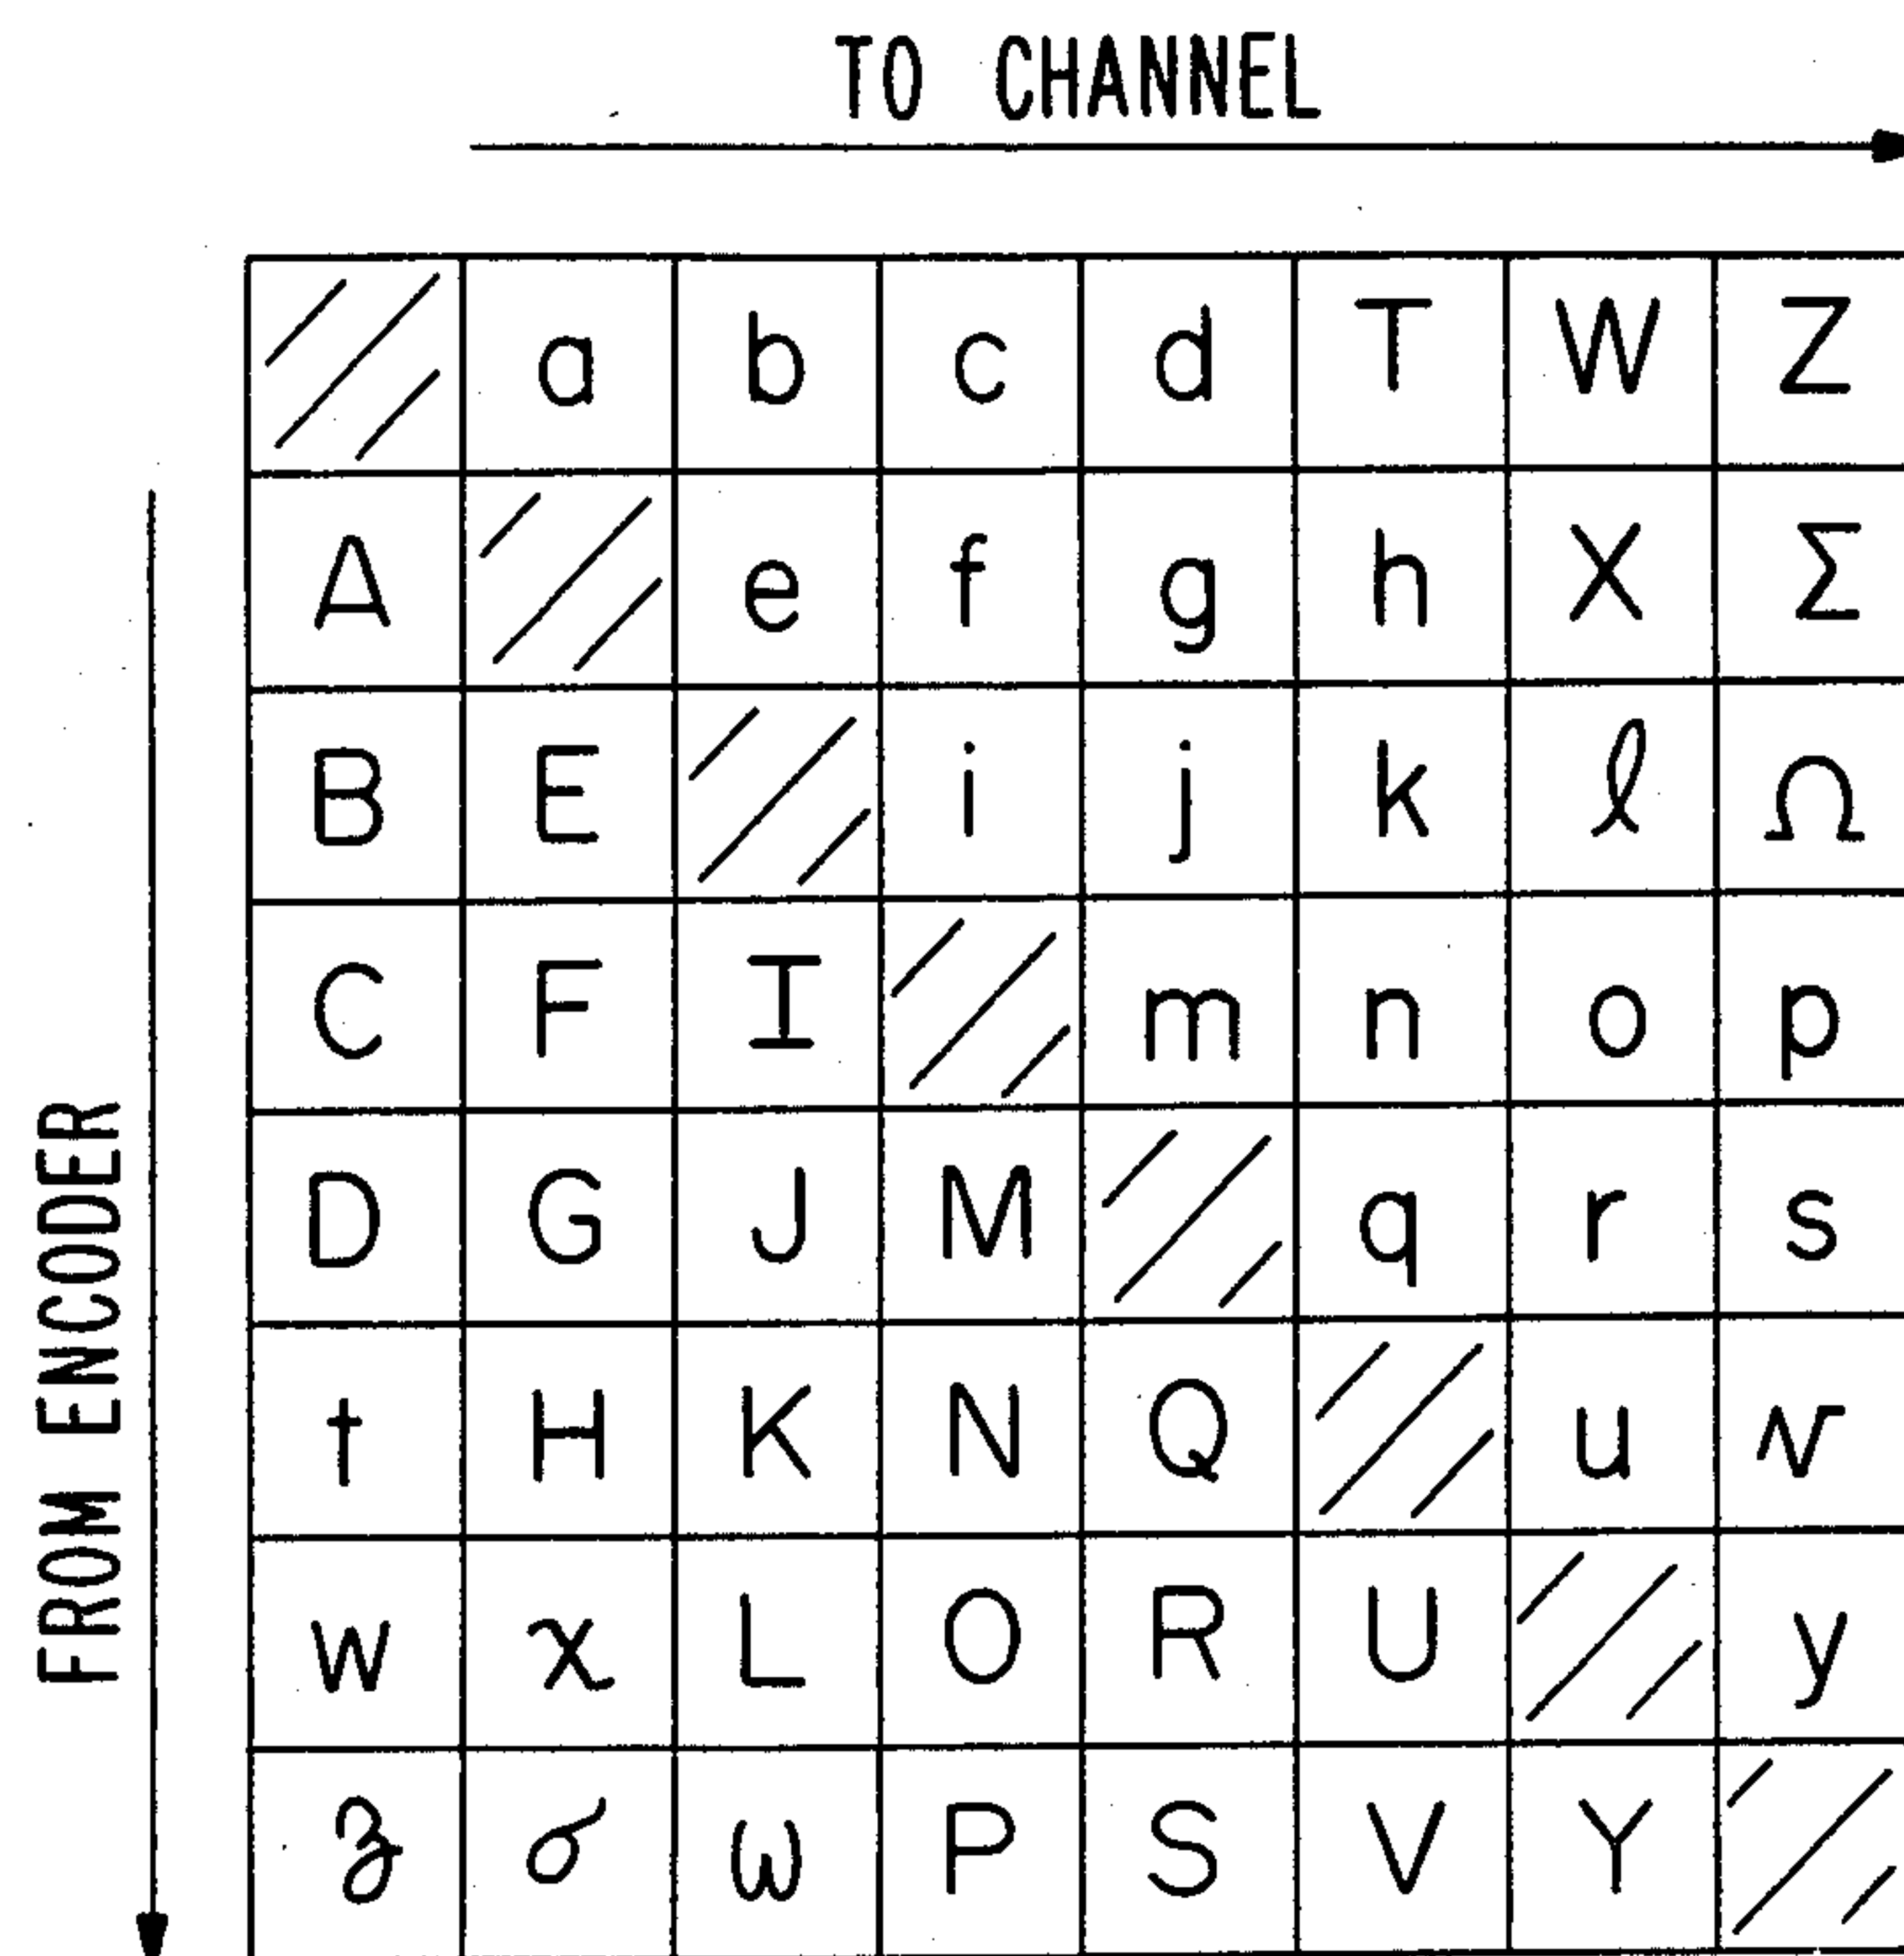 TO CHANNEL
a b c d T W Z
A e f g h X Σ
B E i j k ℓ Ω
C F I m n o p
D G J M q r s
t H K N Q u v
w x L O R U y
z σ ω P S V Y
FROM ENCODER